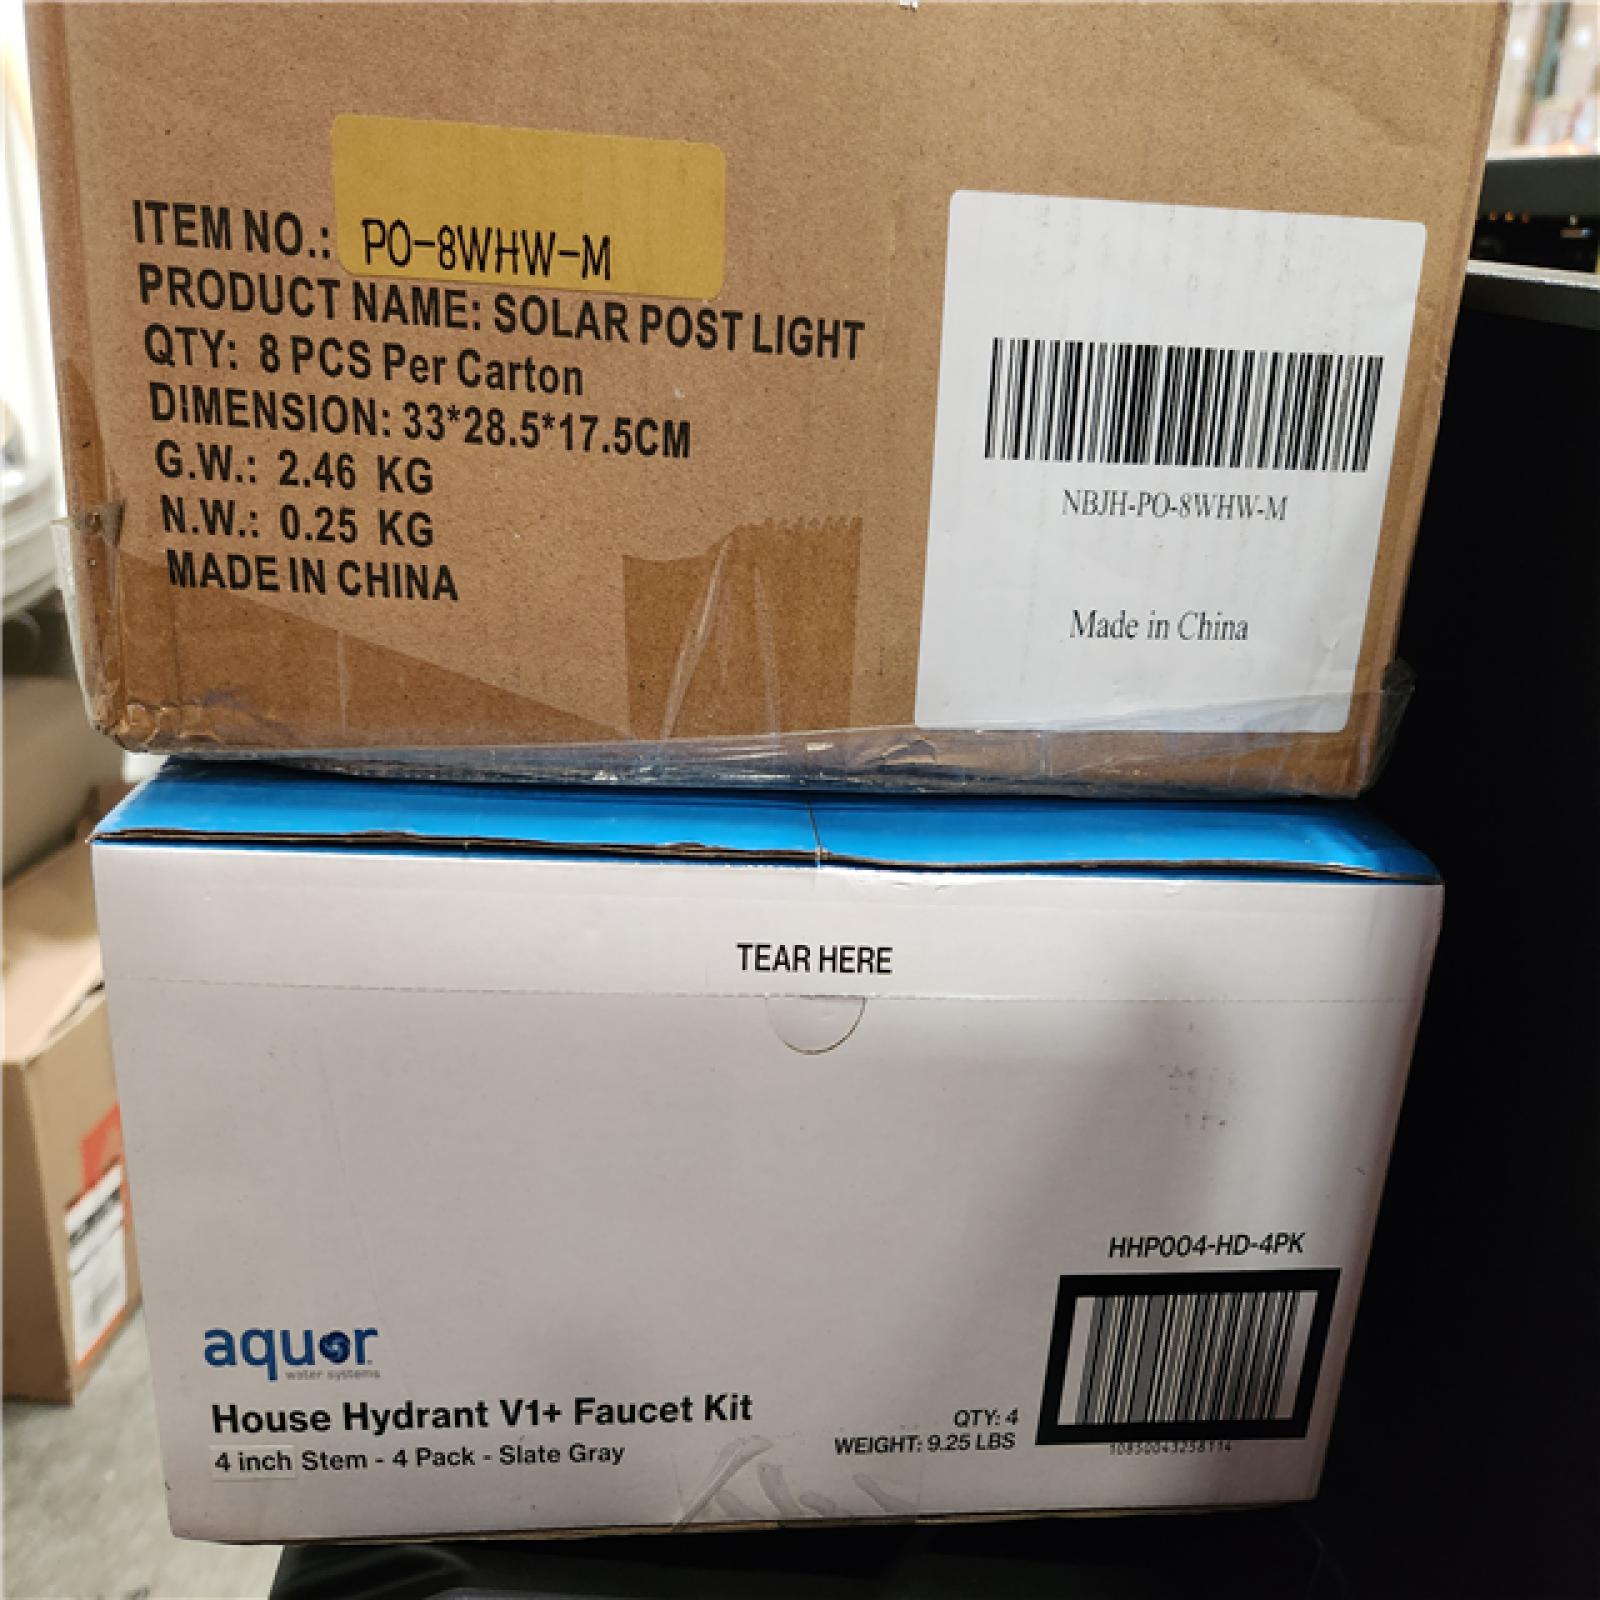 ITEM NO.: PO-8WHW-M
PRODUCT NAME: SOLAR POST LIGHT
QTY: 8 PCS Per Carton
DIMENSION: 33*28.5*17.5CM
G.W.: 2.46 KG
N.W.: 0.25 KG
MADE IN CHINA
NBJH-PO-8WHW-M
Made in China
TEAR HERE
HHP004-HD-4PK
aquor
water systems
House Hydrant V1+ Faucet Kit
4 inch Stem - 4 Pack - Slate Gray
QTY: 4
WEIGHT: 9.25 LBS